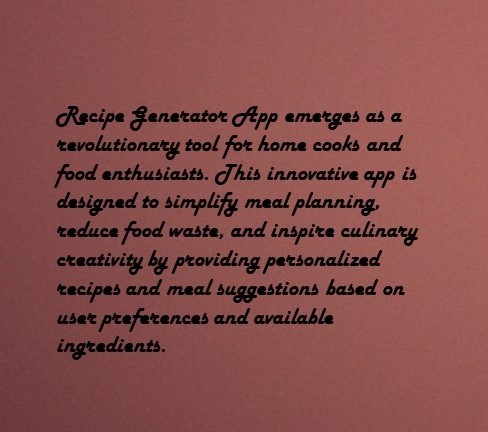 Recipe Generator App emerges as a
revolutionary tool for home cooks and
food enthusiasts. This innovative app is
designed to simplify meal planning,
reduce food waste, and inspire culinary
creativity by providing personalized
recipes and meal suggestions based on
user preferences and available
ingredients.